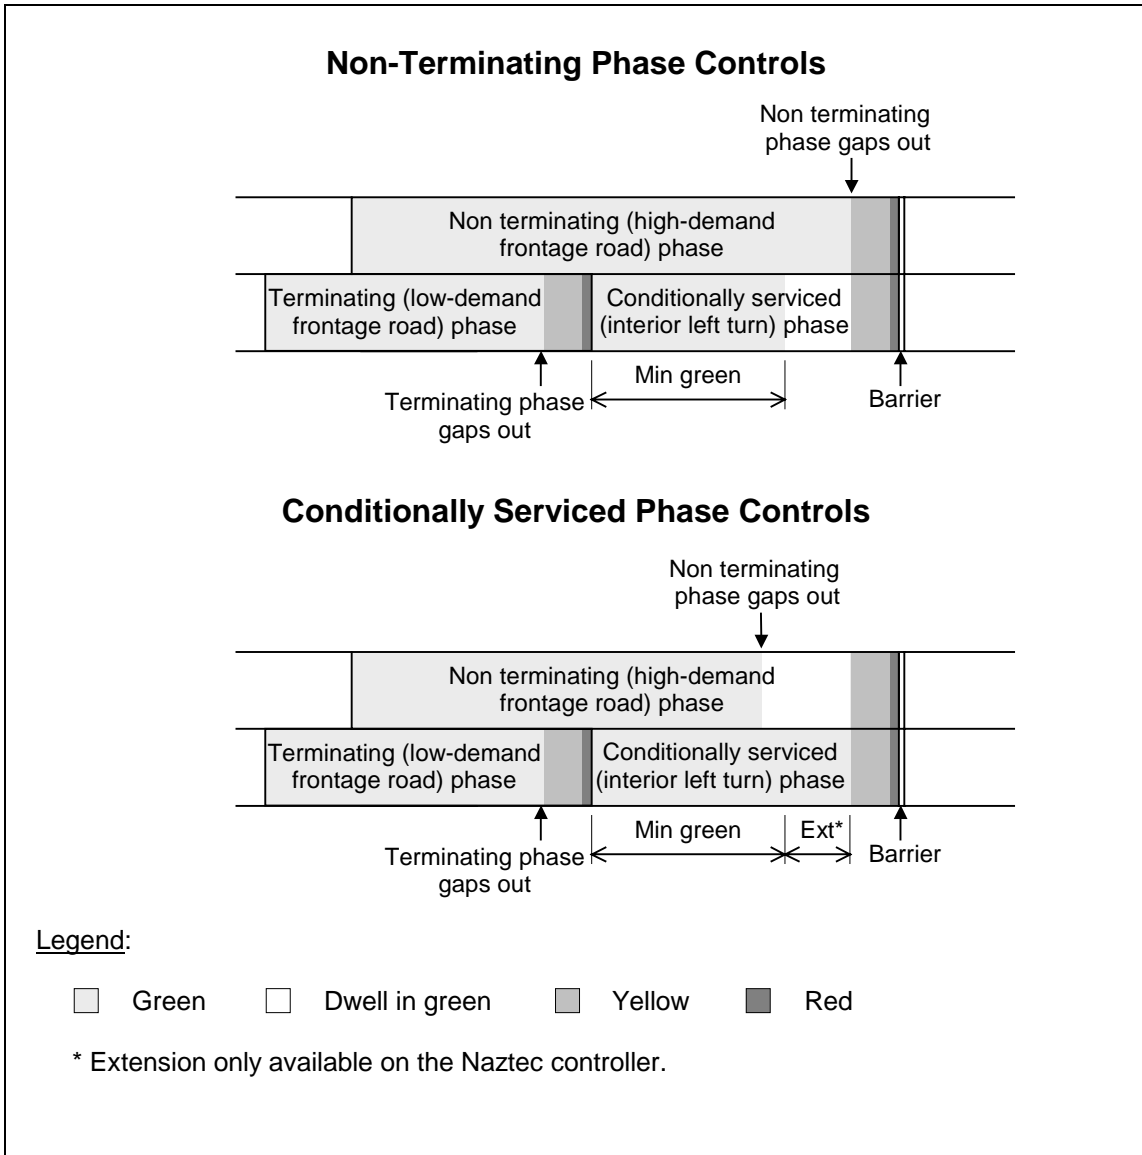 Non-Terminating Phase Controls
Non terminating
phase gaps out
Non terminating (high-demand
frontage road) phase
Terminating (low-demand
frontage road) phase
Conditionally serviced
(interior left turn) phase
Min green
Terminating phase
gaps out
Barrier
Conditionally Serviced Phase Controls
Non terminating
phase gaps out
Non terminating (high-demand
frontage road) phase
Terminating (low-demand
frontage road) phase
Conditionally serviced
(interior left turn) phase
Min green
Ext*
Terminating phase
gaps out
Barrier
Legend:
Green
Dwell in green
Yellow
Red
* Extension only available on the Naztec controller.